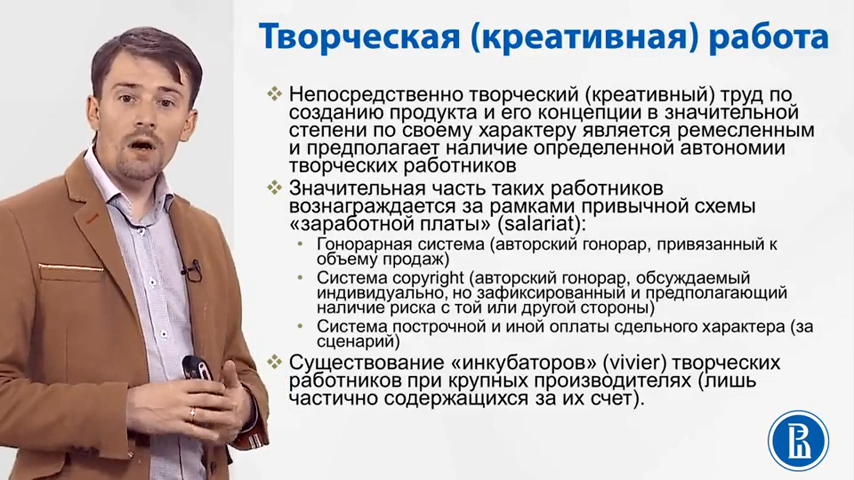 Творческая (креативная) работа
Непосредственно творческий (креативный) труд по
созданию продукта и его концепции в значительной
степени по своему характеру является ремесленным
и предполагает наличие определенной автономии
творческих работников
Значительная часть таких работников
вознаграждается за рамками привычной схемы
«заработной платы» (salariat):
Гонорарная система (авторский гонорар, привязанный к
объему продаж)
Система copyright (авторский гонорар, обсуждаемый
индивидуально, но зафиксированный и предполагающий
наличие риска с той или другой стороны)
Система построчной и иной оплаты сдельного характера (за
сценарий)
Существование «инкубаторов» (vivier) творческих
работников при крупных производителях (лишь
частично содержащихся за их счет).